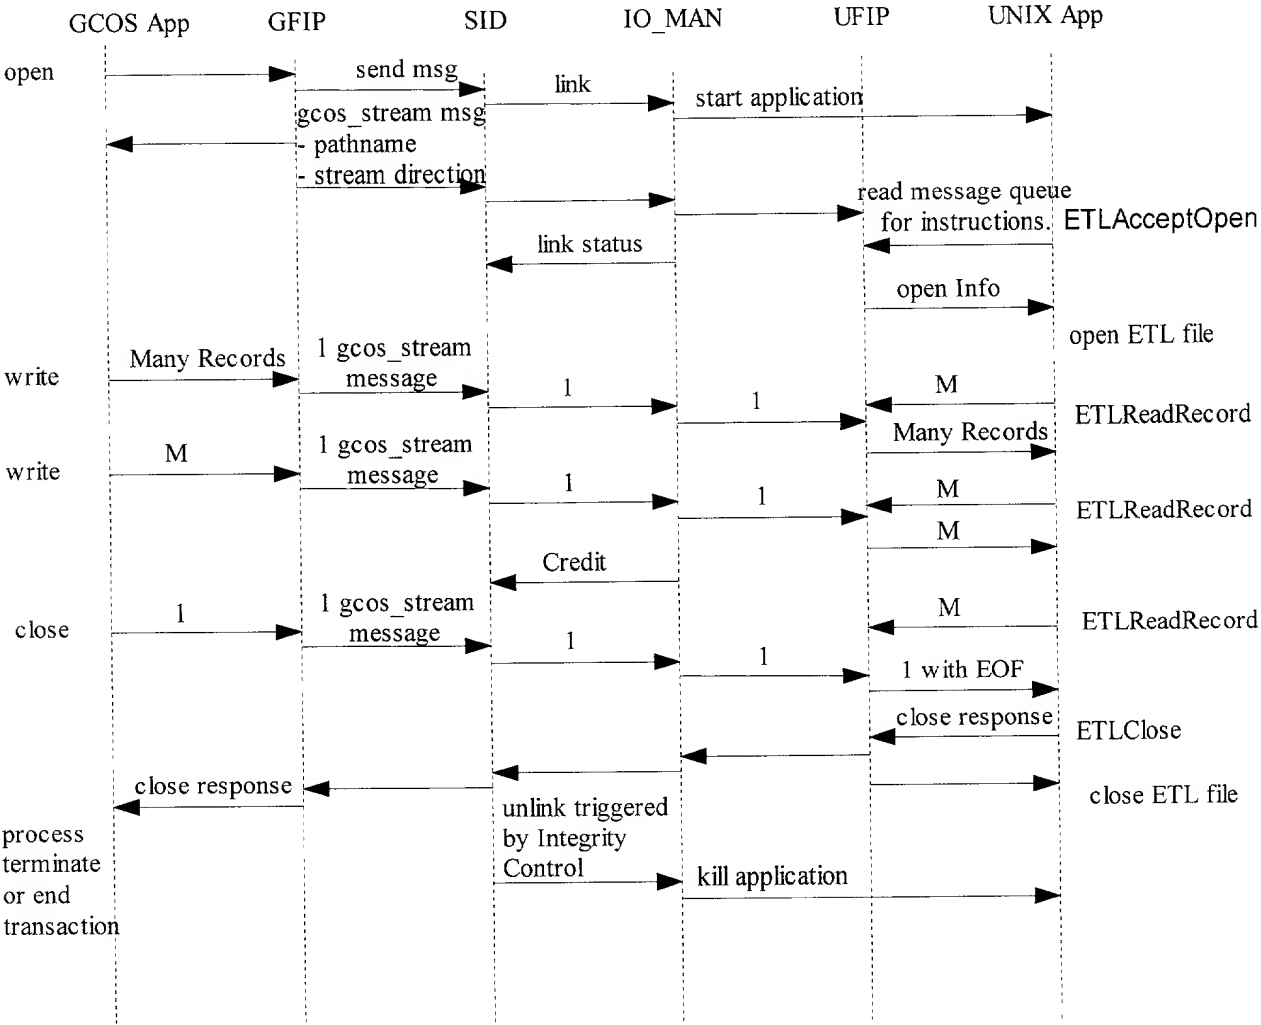 GCOS App GFIP SID IO_MAN UFIP UNIX App
open
send msg
link
start application
gcos_stream msg
- pathname
- stream direction
read message queue
for instructions.
ETLAcceptOpen
link status
open Info
open ETL file
write
Many Records
1 gcos_stream
message
1
1
M
ETLReadRecord
Many Records
write
M
1 gcos_stream
message
1
1
M
ETLReadRecord
M
Credit
close
1
1 gcos_stream
message
1
1
M
ETLReadRecord
1 with EOF
close response
ETLClose
close response
close ETL file
unlink triggered
by Integrity
Control
process
terminate
or end
transaction
kill application